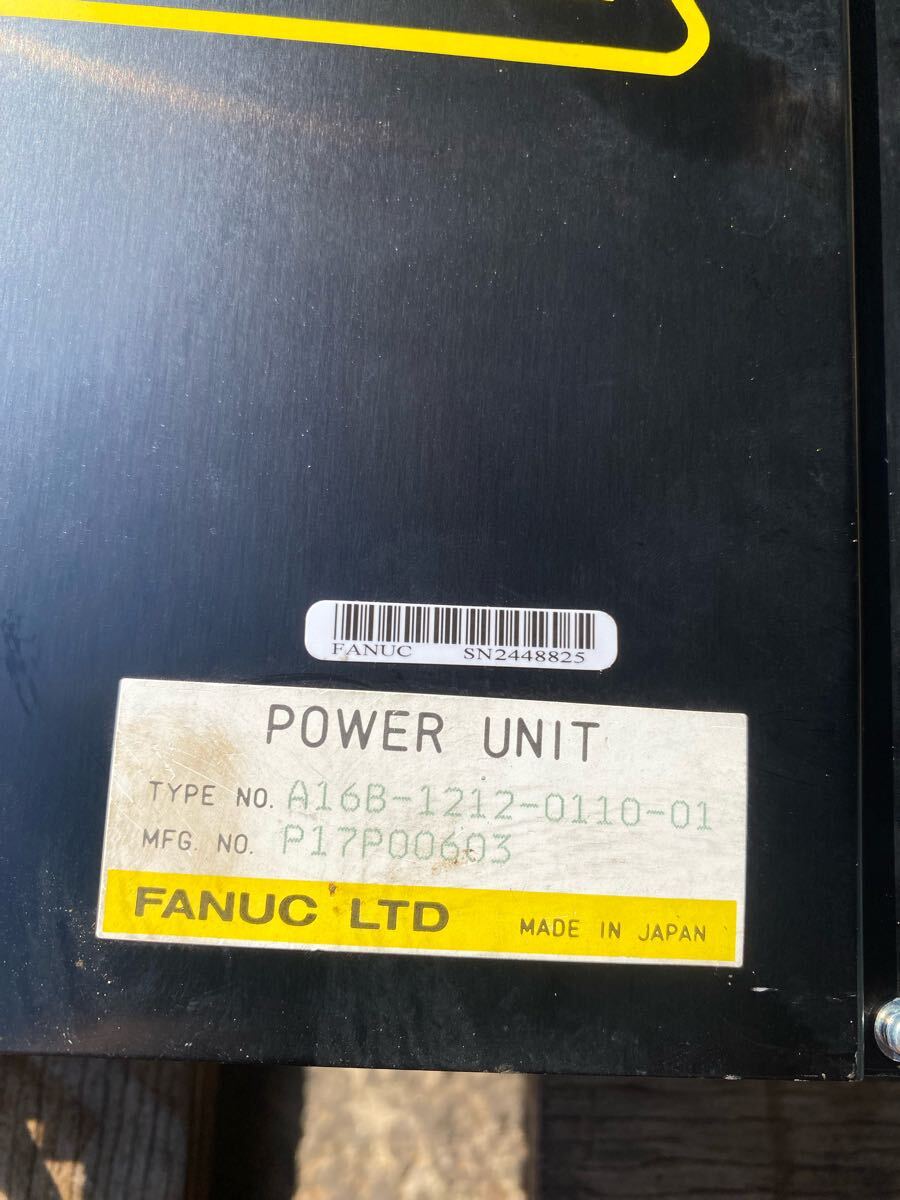 FANUC SN2448825
POWER UNIT
TYPE NO. A16B-1212-0110-01
MFG. NO. P17P00603
FANUC LTD MADE IN JAPAN